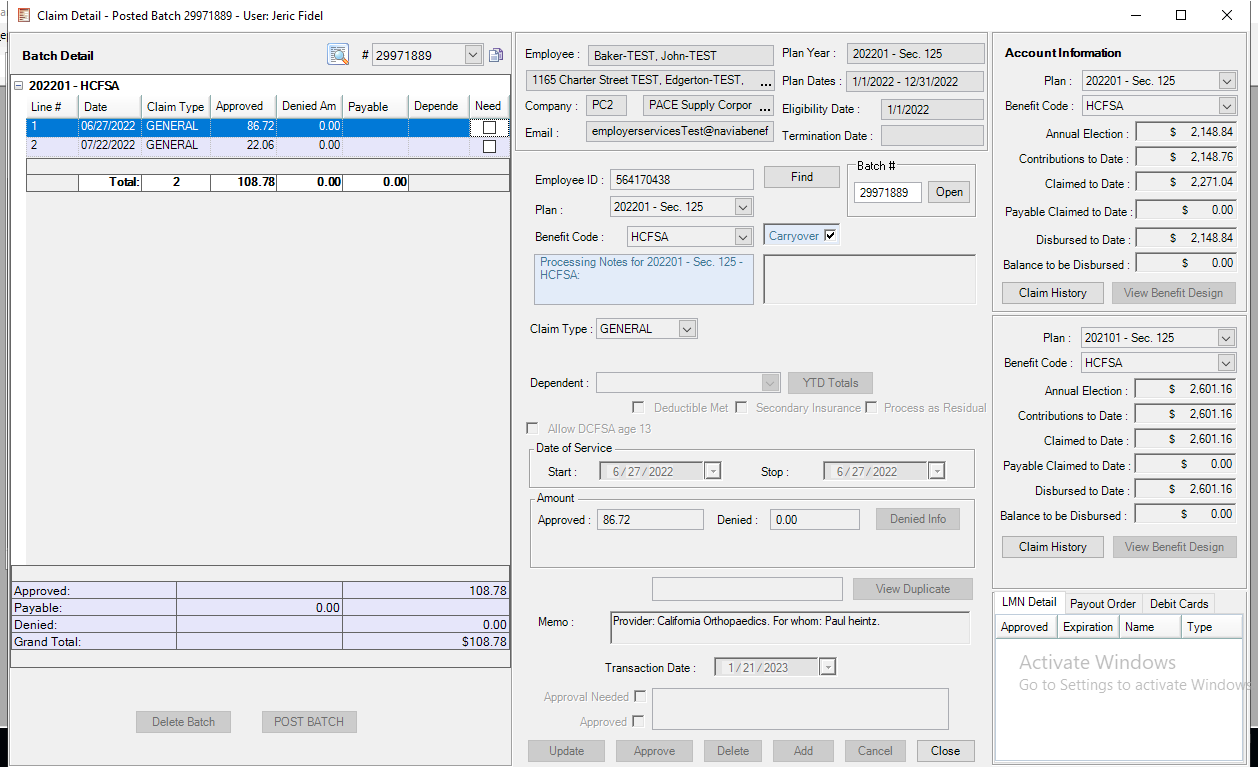 Claim Detail - Posted Batch 29971889 - User: Jeric Fidel
Batch Detail
# 29971889
202201 - HCFSA
Line # Date Claim Type Approved Denied Am Payable Depende Need
1 06/27/2022 GENERAL 86.72 0.00
2 07/22/2022 GENERAL 22.06 0.00
Total: 2 108.78 0.00 0.00
Approved: 108.78
Payable: 0.00
Denied: 0.00
Grand Total: $108.78
Delete Batch POST BATCH
Employee : Baker-TEST, John-TEST
1165 Charter Street TEST, Edgerton-TEST, ...
Company : PC2 PACE Supply Corpor ...
Email : employerservicesTest@naviabenef
Plan Year : 202201 - Sec. 125
Plan Dates : 1/1/2022 - 12/31/2022
Eligibility Date : 1/1/2022
Termination Date :
Employee ID : 564170438 Find
Batch #
29971889 Open
Plan : 202201 - Sec. 125
Benefit Code : HCFSA Carryover
Processing Notes for 202201 - Sec. 125 -
HCFSA:
Claim Type : GENERAL
Dependent : YTD Totals
Deductible Met Secondary Insurance Process as Residual
Allow DCFSA age 13
Date of Service
Start : 6 / 27 / 2022 Stop : 6 / 27 / 2022
Amount
Approved : 86.72 Denied : 0.00 Denied Info
View Duplicate
Memo : Provider: California Orthopaedics. For whom: Paul heintz.
Transaction Date : 1 / 21 / 2023
Approval Needed
Approved
Update Approve Delete Add Cancel Close
Account Information
Plan : 202201 - Sec. 125
Benefit Code : HCFSA
Annual Election : $ 2,148.84
Contributions to Date : $ 2,148.76
Claimed to Date : $ 2,271.04
Payable Claimed to Date : $ 0.00
Disbursed to Date : $ 2,148.84
Balance to be Disbursed : $ 0.00
Claim History View Benefit Design
Plan : 202101 - Sec. 125
Benefit Code : HCFSA
Annual Election : $ 2,601.16
Contributions to Date : $ 2,601.16
Claimed to Date : $ 2,601.16
Payable Claimed to Date : $ 0.00
Disbursed to Date : $ 2,601.16
Balance to be Disbursed : $ 0.00
Claim History View Benefit Design
LMN Detail Payout Order Debit Cards
Approved Expiration Name Type
Activate Windows
Go to Settings to activate Windows